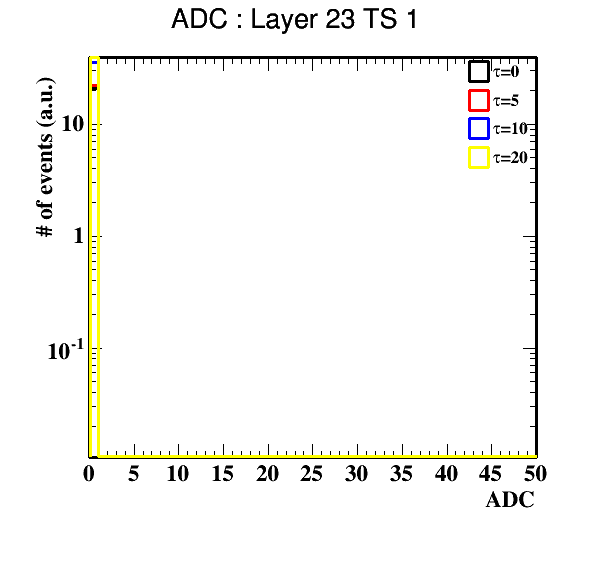 ADC : Layer 23 TS 1
# of events (a.u.)
10
1
10-1
τ=0
τ=5
τ=10
τ=20
0 5 10 15 20 25 30 35 40 45 50
ADC